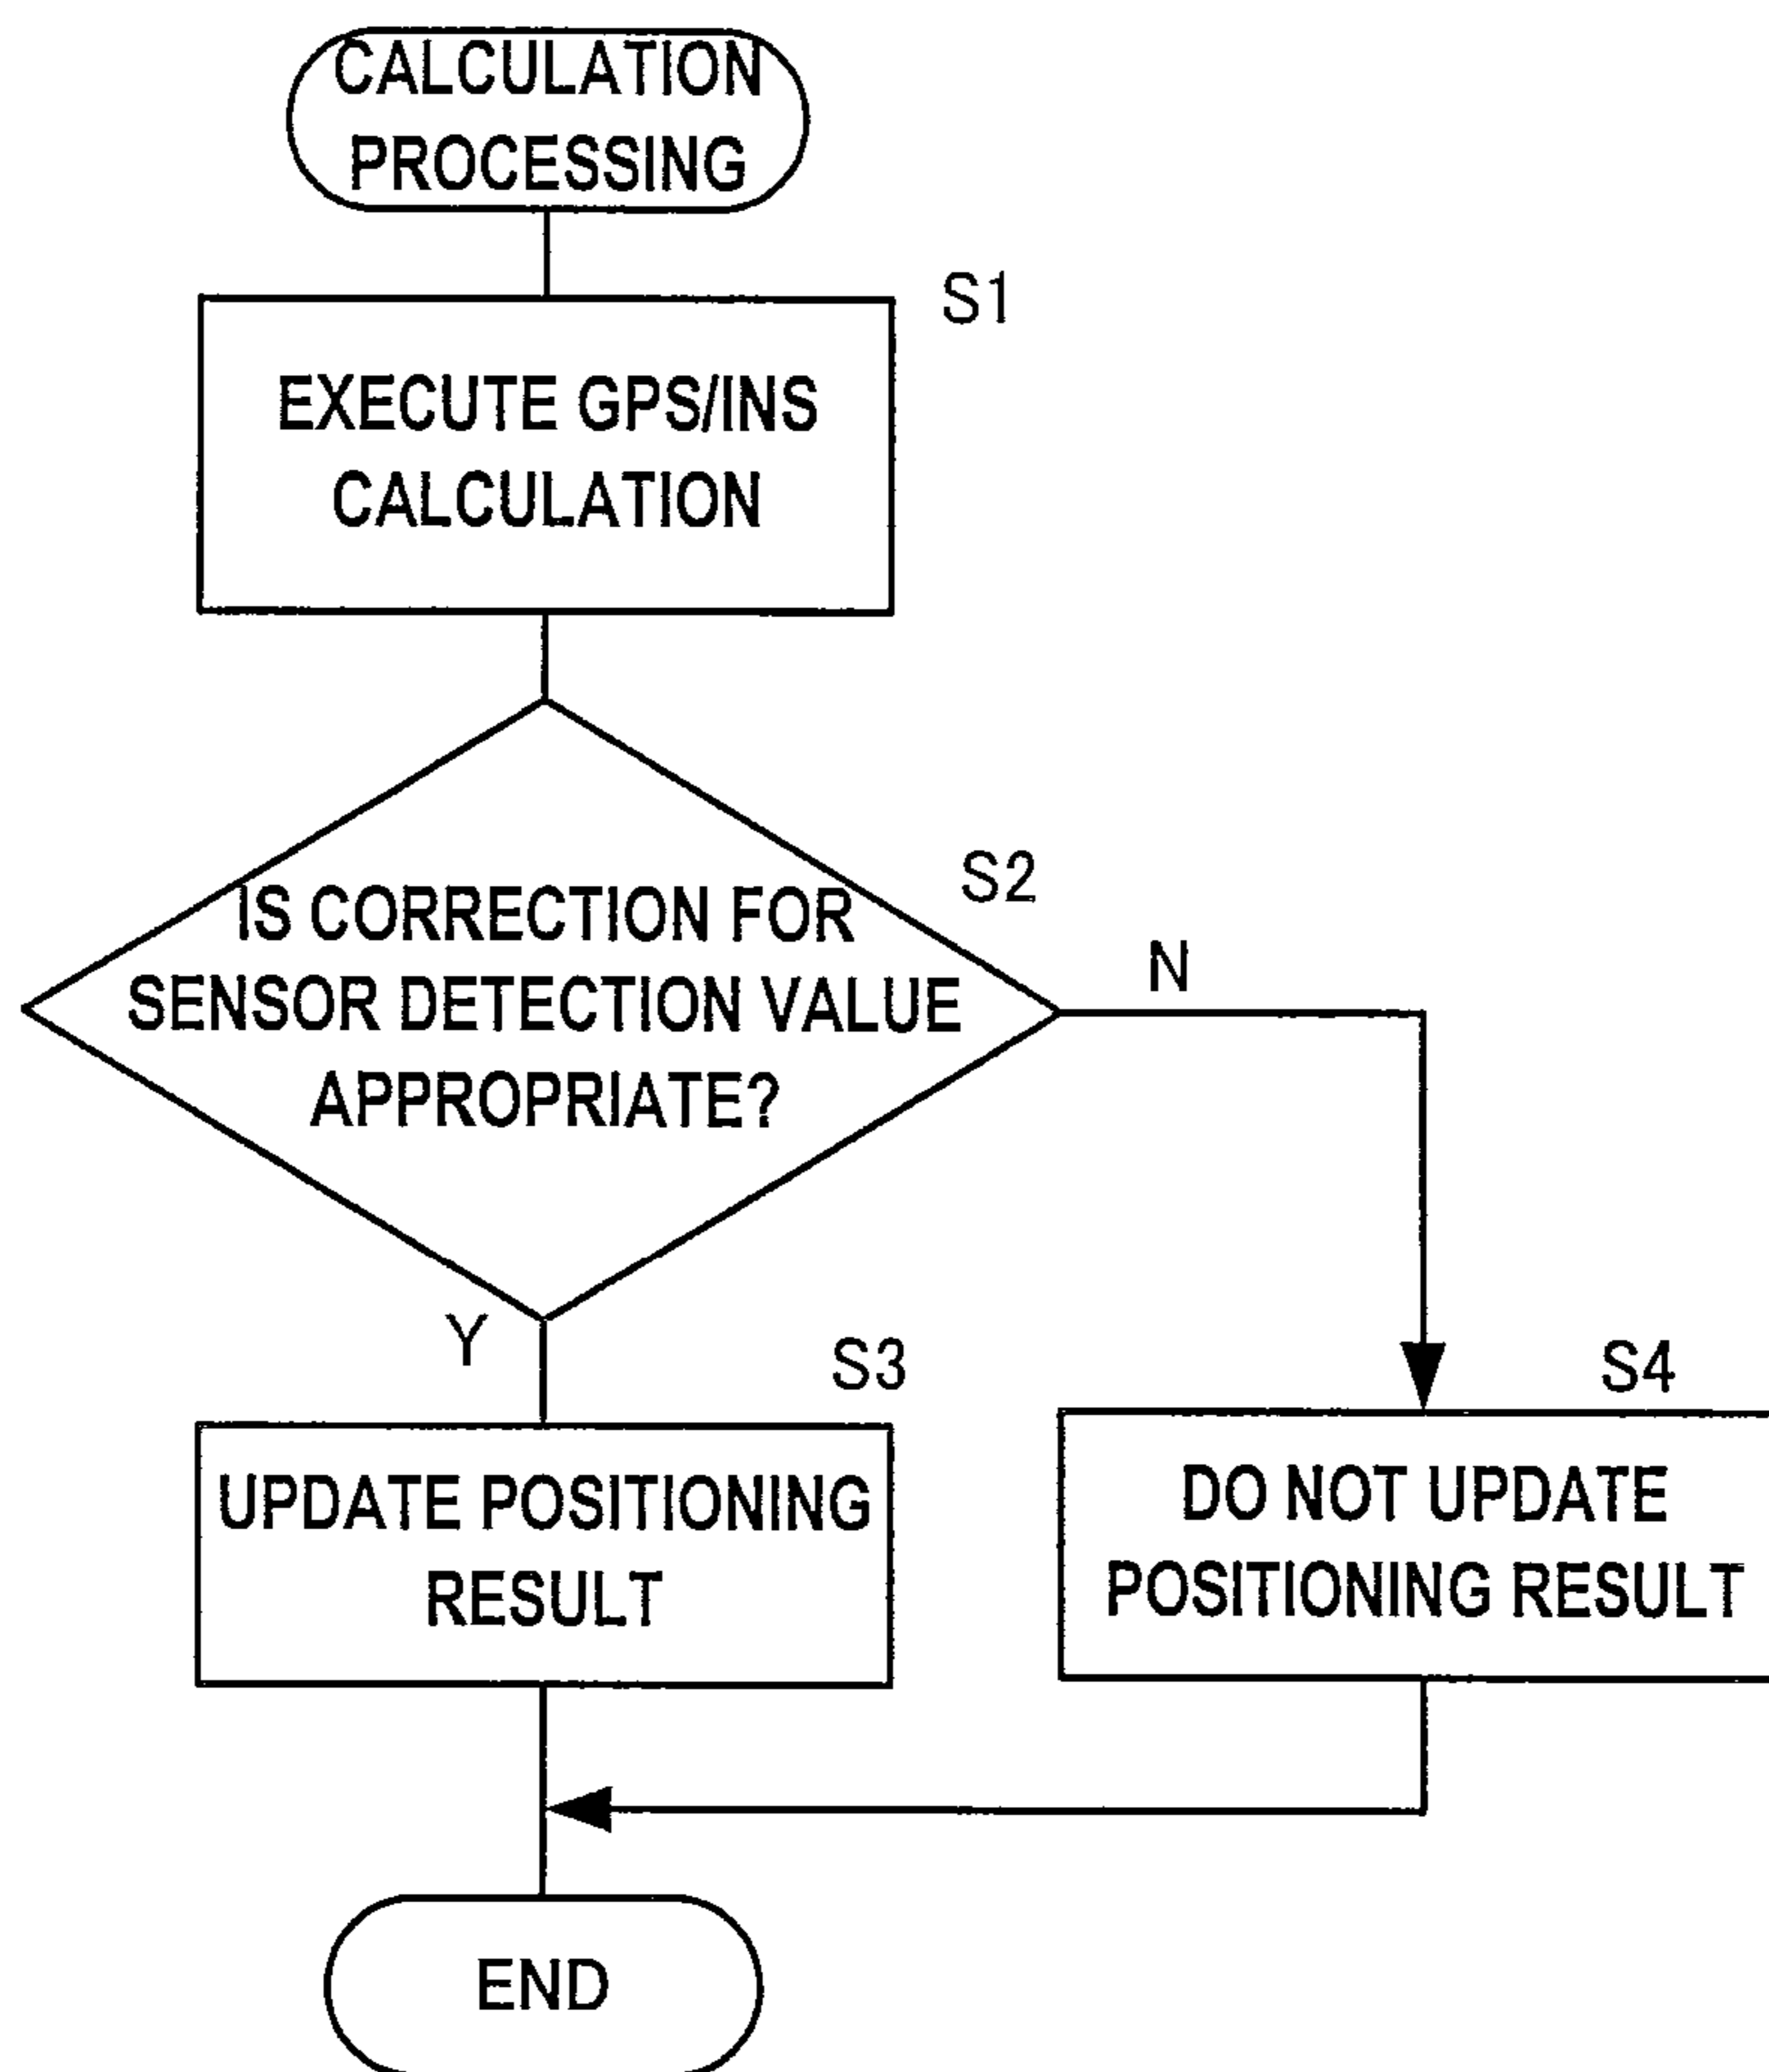 CALCULATION
PROCESSING
S1
EXECUTE GPS/INS
CALCULATION
S2
IS CORRECTION FOR
SENSOR DETECTION VALUE
APPROPRIATE?
N
Y
S3
UPDATE POSITIONING
RESULT
S4
DO NOT UPDATE
POSITIONING RESULT
END